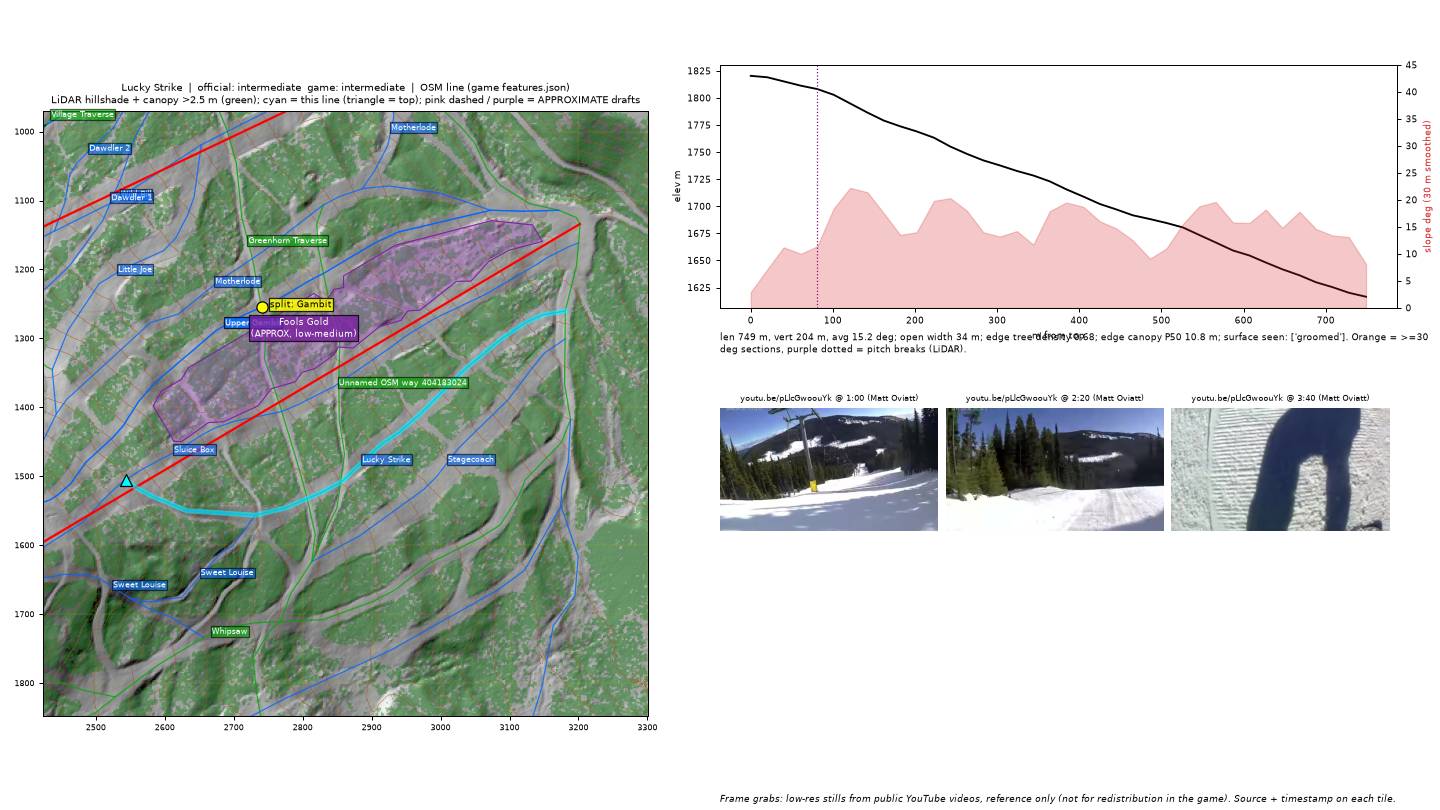 Lucky Strike | official: intermediate game: intermediate | OSM line (game features.json)
LiDAR hillshade + canopy >2.5 m (green); cyan = this line (triangle = top); pink dashed / purple = APPROXIMATE drafts
Village Traverse
Motherlode
Dawdler 2
Dawdler 1
Greenhorn Traverse
Little Joe
Motherlode
split: Gambit
Upper
Fools Gold
(APPROX, low-medium)
Unnamed OSM way 404183024
Sluice Box
Lucky Strike
Stagecoach
Sweet Louise
Sweet Louise
Whipsaw
1000
1100
1200
1300
1400
1500
1600
1700
1800
2500 2600 2700 2800 2900 3000 3100 3200 3300
1825
1800
1775
1750
1725
1700
1675
1650
1625
elev m
45
40
35
30
25
20
15
10
5
0
slope deg (30 m smoothed)
0 100 200 300 400 500 600 700
m from top
len 749 m, vert 204 m, avg 15.2 deg; open width 34 m; edge tree density 0.68; edge canopy P50 10.8 m; surface seen: ['groomed']. Orange = >=30
deg sections, purple dotted = pitch breaks (LiDAR).
youtu.be/pLlcGwoouYk @ 1:00 (Matt Oviatt)
youtu.be/pLlcGwoouYk @ 2:20 (Matt Oviatt)
youtu.be/pLlcGwoouYk @ 3:40 (Matt Oviatt)
Frame grabs: low-res stills from public YouTube videos, reference only (not for redistribution in the game). Source + timestamp on each tile.